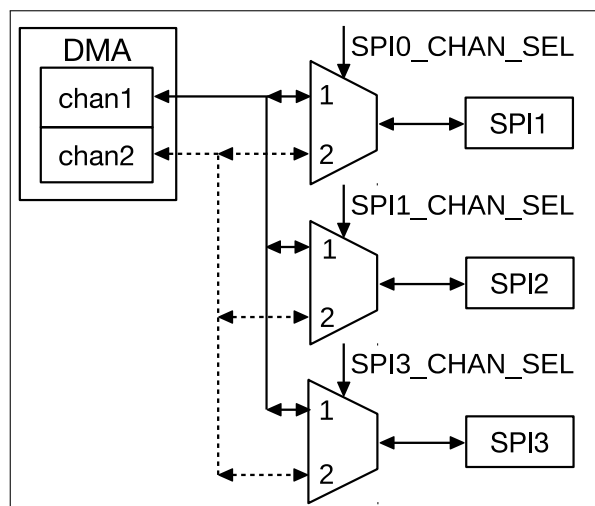 DMA
chan1
chan2
SPI0_CHAN_SEL
1
2
SPI1
SPI1_CHAN_SEL
1
2
SPI2
SPI3_CHAN_SEL
1
2
SPI3